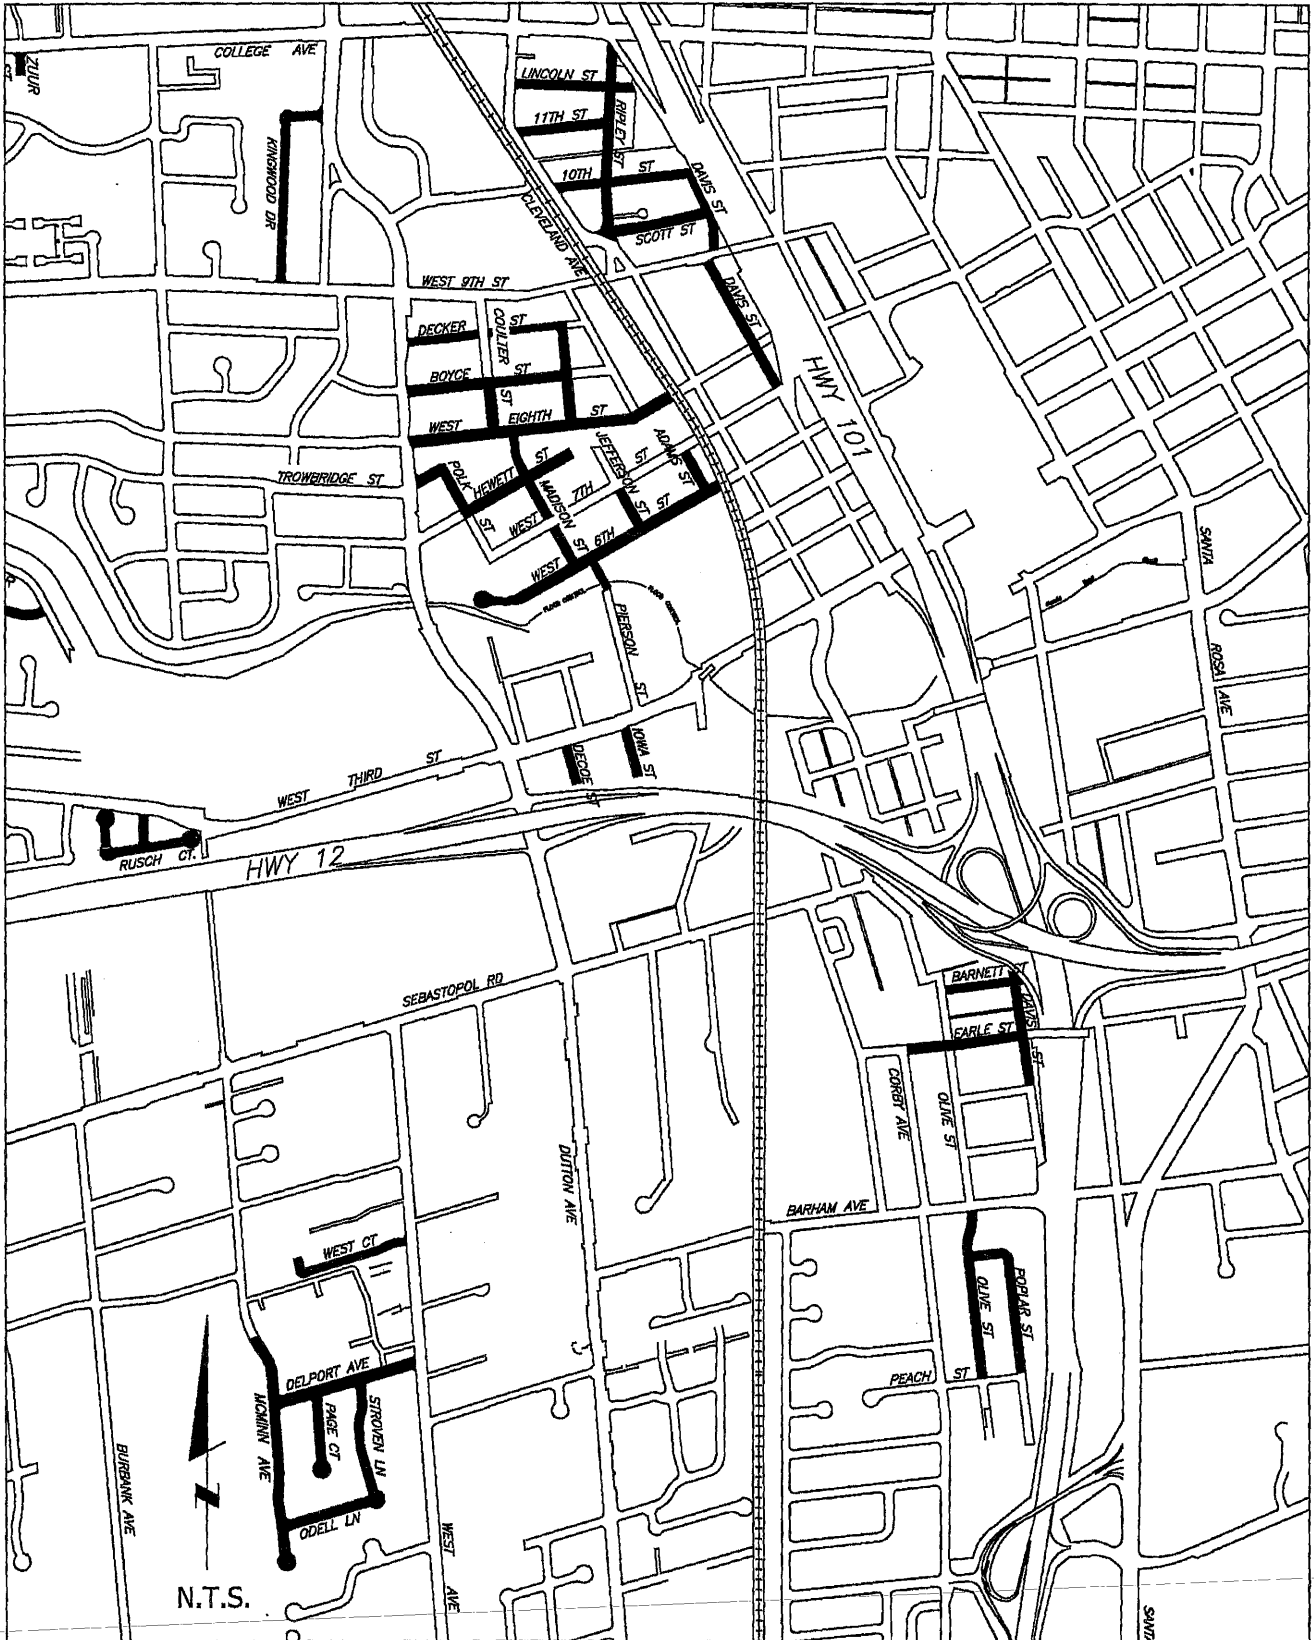 COLLEGE AVE
ZUUR
ST
KINGWOOD DR
LINCOLN ST
11TH ST
RIPLEY ST
10TH ST
DAVIS ST
SCOTT ST
CLEVELAND AVE
WEST 9TH ST
DAVIS ST
DECKER ST
COULTER ST
BOYCE ST
WEST EIGHTH ST
HWY 101
TROWBRIDGE ST
POLK ST
HEWETT ST
MADISON ST
JEFFERSON ST
ADAMS ST
WEST 7TH ST
WEST 6TH ST
FLOOD CONTROL
FLOOD CONTROL
PIERSON ST
SANTA ROSA AVE
IOWA ST
DECOE ST
WEST THIRD ST
RUSCH CT.
HWY 12
SEBASTOPOL RD
BARNETT ST
DAVIS ST
EARLE ST
CORBY AVE
OLIVE ST
DUTTON AVE
BARHAM AVE
WEST CT
OLIVE ST
POPLAR ST
PEACH ST
DELPORT AVE
MCMINN AVE
PAGE CT
STROVEN LN
ODELL LN
BURBANK AVE
WEST AVE
N.T.S.